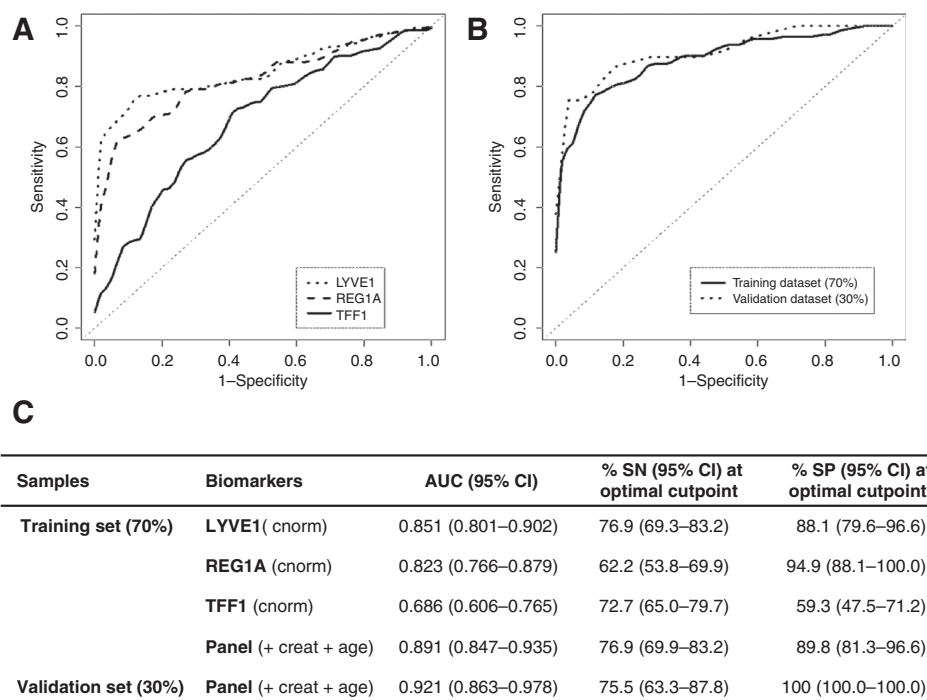 A
B
1.0
0.8
0.6
0.4
0.2
0.0
Sensitivity
LYVE1
REG1A
TFF1
0.0 0.2 0.4 0.6 0.8 1.0
1–Specificity
1.0
0.8
0.6
0.4
0.2
0.0
Sensitivity
Training dataset (70%)
Validation dataset (30%)
0.0 0.2 0.4 0.6 0.8 1.0
1–Specificity
C
Samples Biomarkers AUC (95% CI) % SN (95% CI) at optimal cutpoint % SP (95% CI) at optimal cutpoint
Training set (70%) LYVE1( cnorm) 0.851 (0.801–0.902) 76.9 (69.3–83.2) 88.1 (79.6–96.6)
REG1A (cnorm) 0.823 (0.766–0.879) 62.2 (53.8–69.9) 94.9 (88.1–100.0)
TFF1 (cnorm) 0.686 (0.606–0.765) 72.7 (65.0–79.7) 59.3 (47.5–71.2)
Panel (+ creat + age) 0.891 (0.847–0.935) 76.9 (69.9–83.2) 89.8 (81.3–96.6)
Validation set (30%) Panel (+ creat + age) 0.921 (0.863–0.978) 75.5 (63.3–87.8) 100 (100.0–100.0)